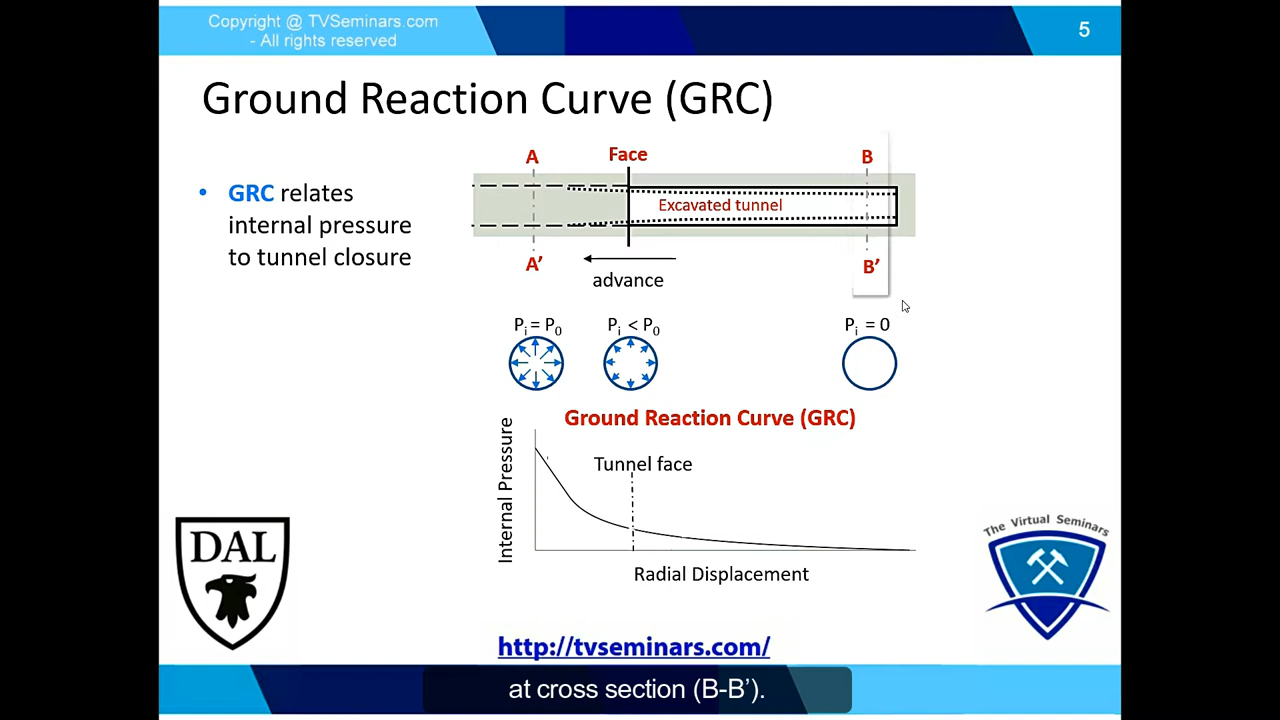 Copyright @ TVSeminars.com
- All rights reserved
5
Ground Reaction Curve (GRC)
• GRC relates
internal pressure
to tunnel closure
A
Face
B
Excavated tunnel
A’
B’
advance
Pi = P0
Pi < P0
Pi = 0
Ground Reaction Curve (GRC)
Internal Pressure
Tunnel face
Radial Displacement
DAL
The Virtual Seminars
http://tvseminars.com/
at cross section (B-B’).